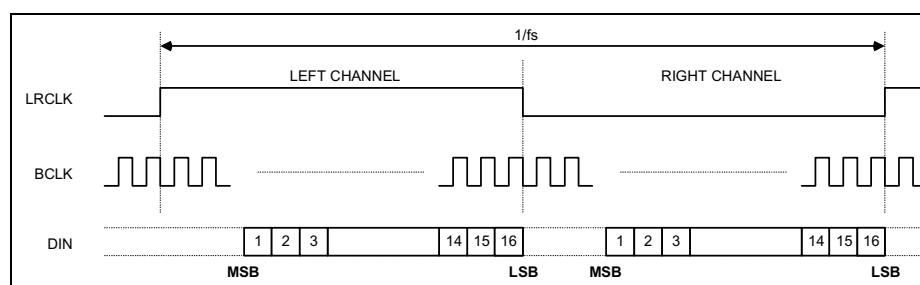 1/fs
LEFT CHANNEL RIGHT CHANNEL
LRCLK
BCLK
DIN 1 2 3 14 15 16 1 2 3 14 15 16
MSB LSB MSB LSB